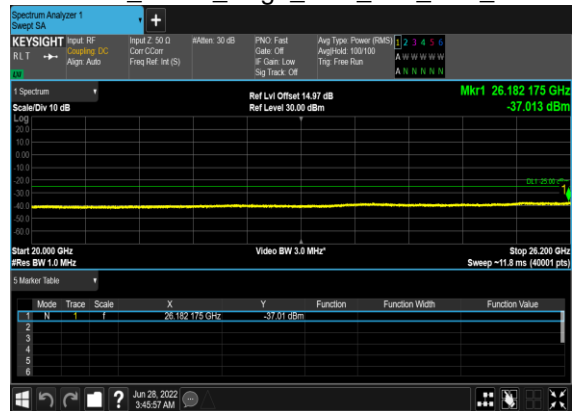 Spectrum Analyzer 1
Swept SA
+
KEYSIGHT Input: RF Input Z: 50 Ω #Atten: 30 dB PNO: Fast Avg Type: Power (RMS) 1 2 3 4 5 6
RLT Coupling: DC Corr CCorr Gate: Off Avg|Hold: 100/100 A W W W W W
Align: Auto Freq Ref: Int (S) IF Gain: Low Trig: Free Run
LW Sig Track: Off A N N N N N
1 Spectrum Ref Lvl Offset 14.97 dB Mkr1 26.182 175 GHz
Scale/Div 10 dB Ref Level 30.00 dBm -37.013 dBm
Log
20.0
10.0
0.00
-10.0
-20.0 DL1 -25.00 dBm
-30.0 1
-40.0
-50.0
-60.0
Start 20.000 GHz Video BW 3.0 MHz* Stop 26.200 GHz
#Res BW 1.0 MHz Sweep ~11.8 ms (40001 pts)
5 Marker Table
Mode Trace Scale X Y Function Function Width Function Value
1 N 1 f 26.182 175 GHz -37.01 dBm
2
3
4
5
6
? Jun 28, 2022
3:45:57 AM